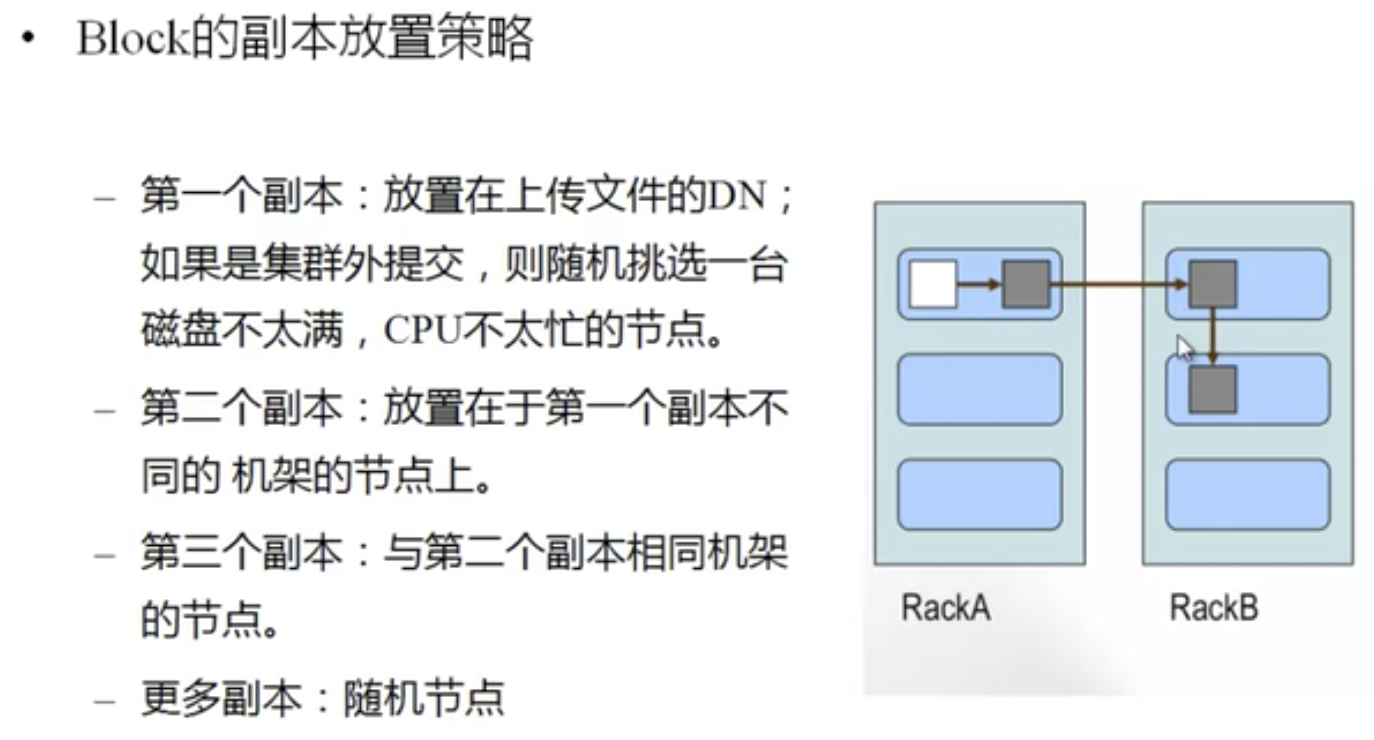 • Block的副本放置策略
– 第一个副本：放置在上传文件的DN；
如果是集群外提交，则随机挑选一台
磁盘不太满，CPU不太忙的节点。
– 第二个副本：放置在于第一个副本不
同的 机架的节点上。
– 第三个副本：与第二个副本相同机架
的节点。
– 更多副本：随机节点
RackA
RackB